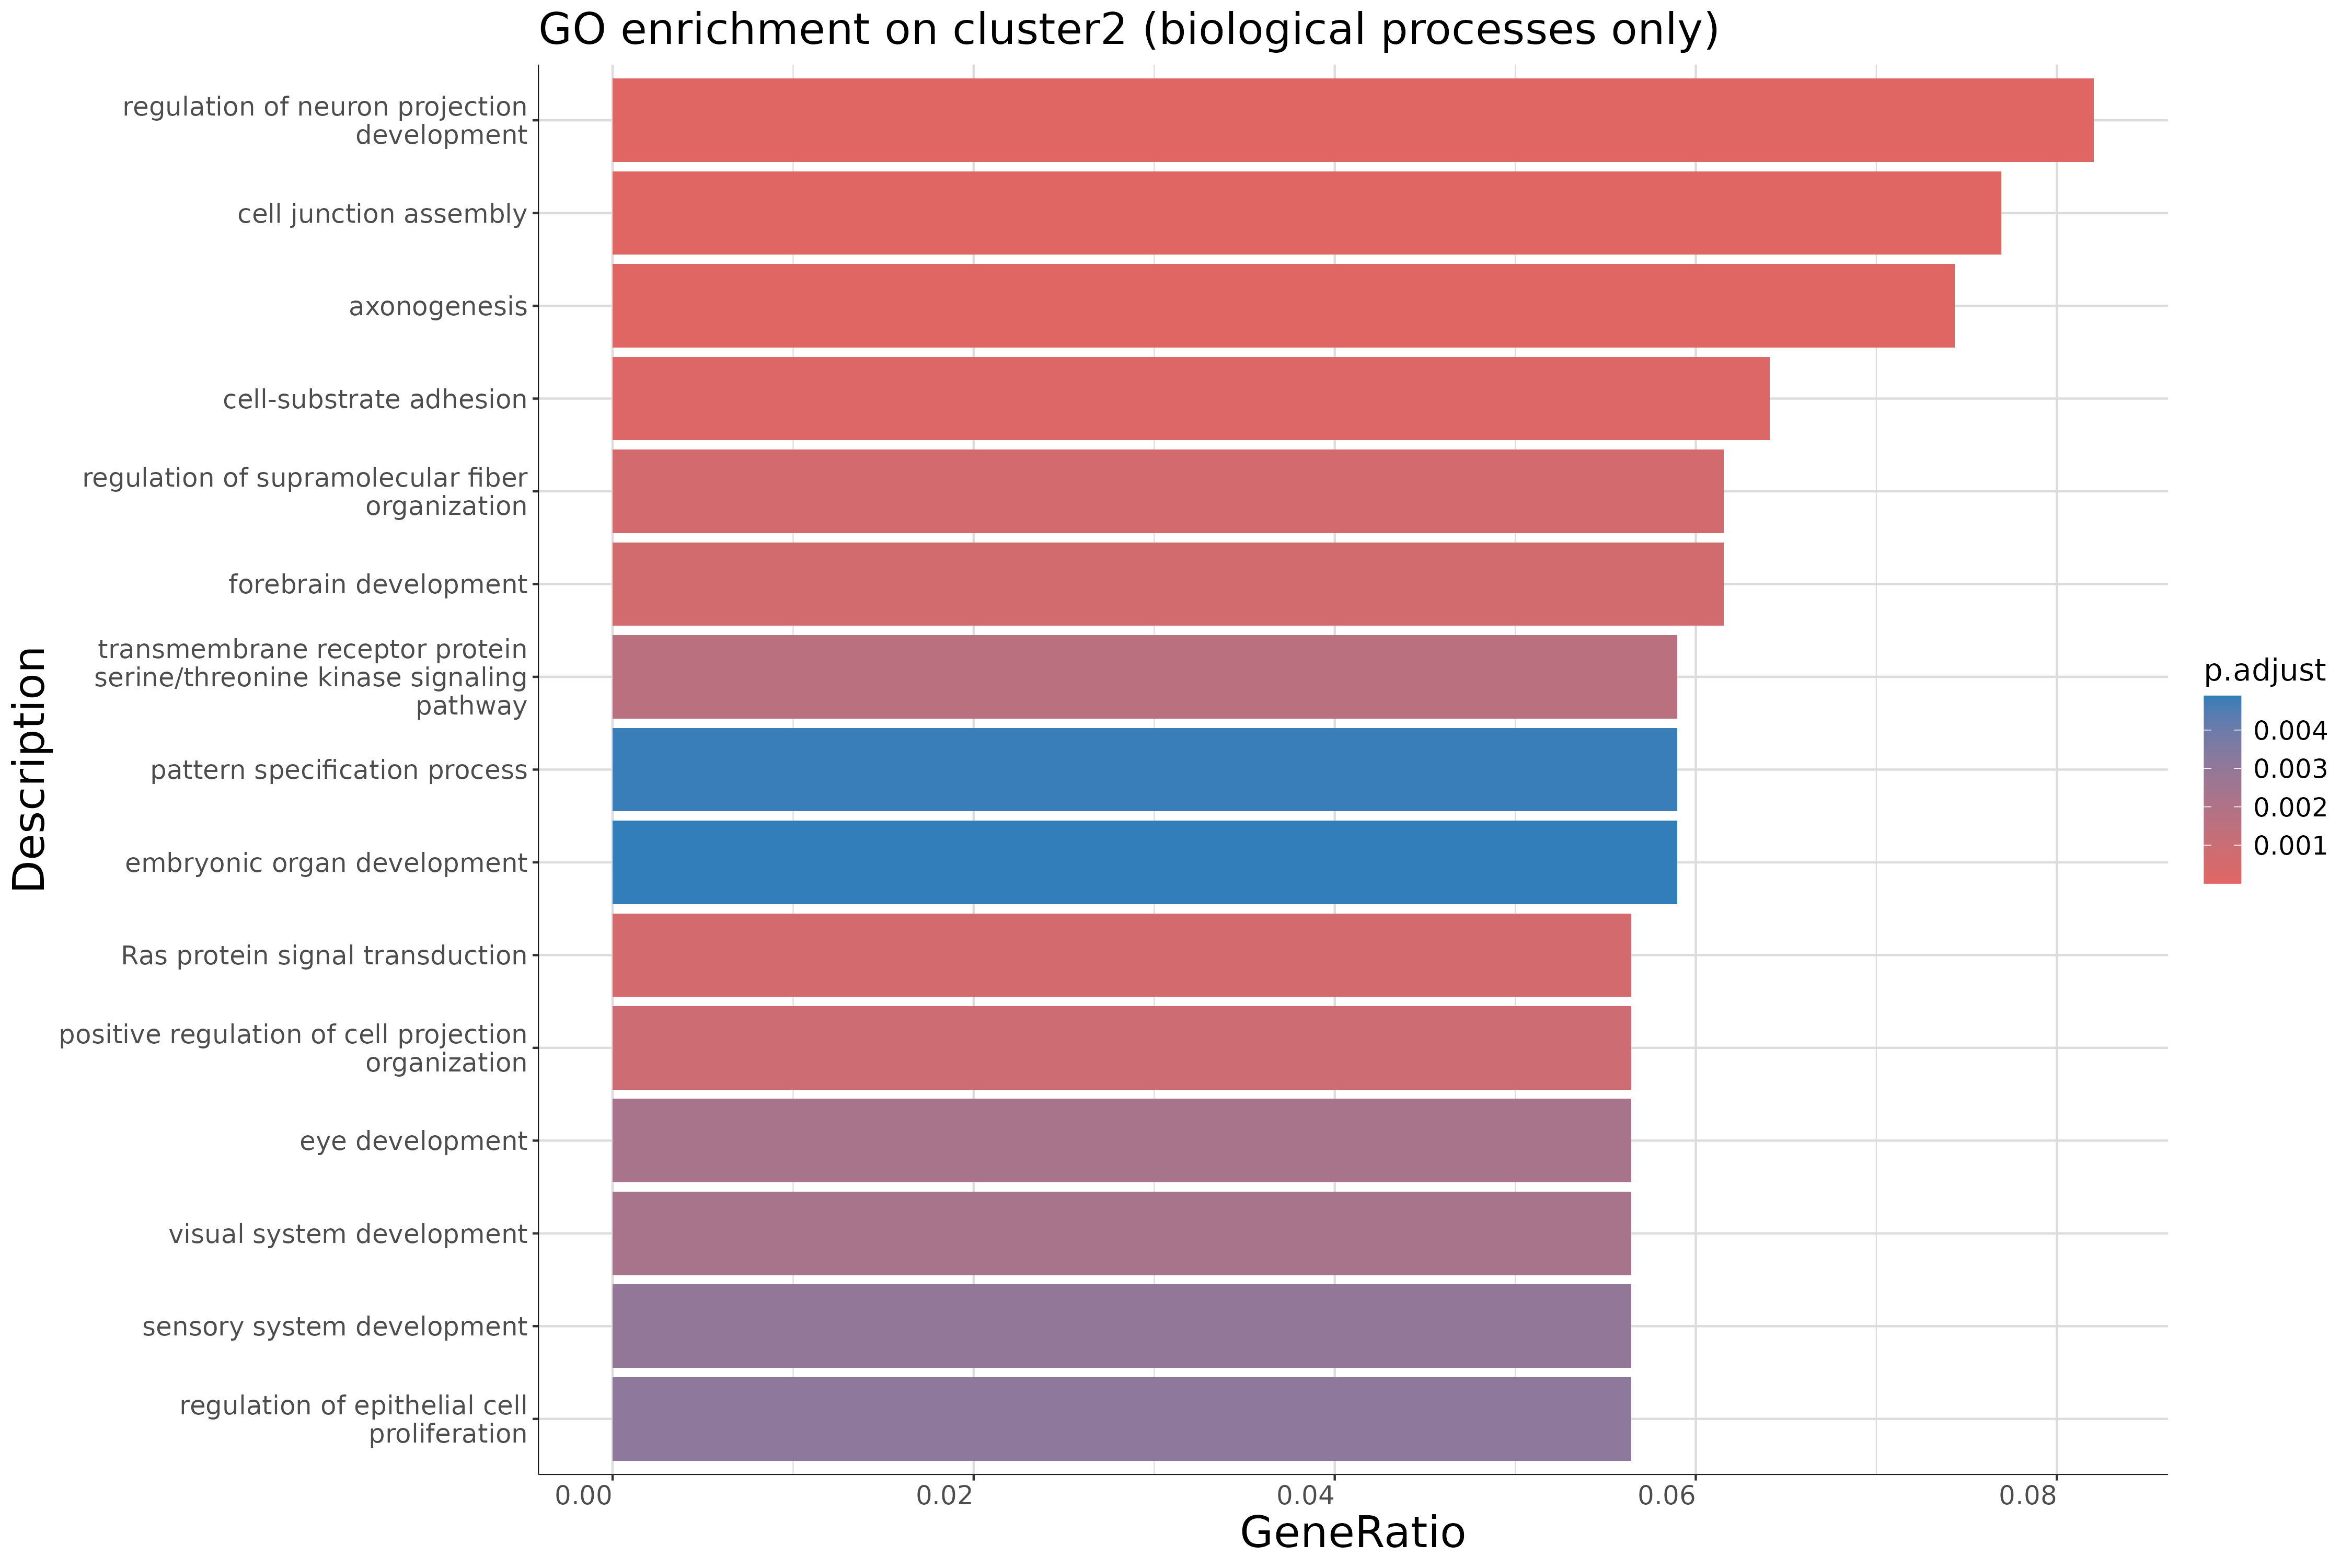 GO enrichment on cluster2 (biological processes only)
Description
regulation of neuron projection
development
cell junction assembly
axonogenesis
cell-substrate adhesion
regulation of supramolecular fiber
organization
forebrain development
transmembrane receptor protein
serine/threonine kinase signaling
pathway
pattern specification process
embryonic organ development
Ras protein signal transduction
positive regulation of cell projection
organization
eye development
visual system development
sensory system development
regulation of epithelial cell
proliferation
0.00 0.02 0.04 0.06 0.08
GeneRatio
p.adjust
0.004
0.003
0.002
0.001